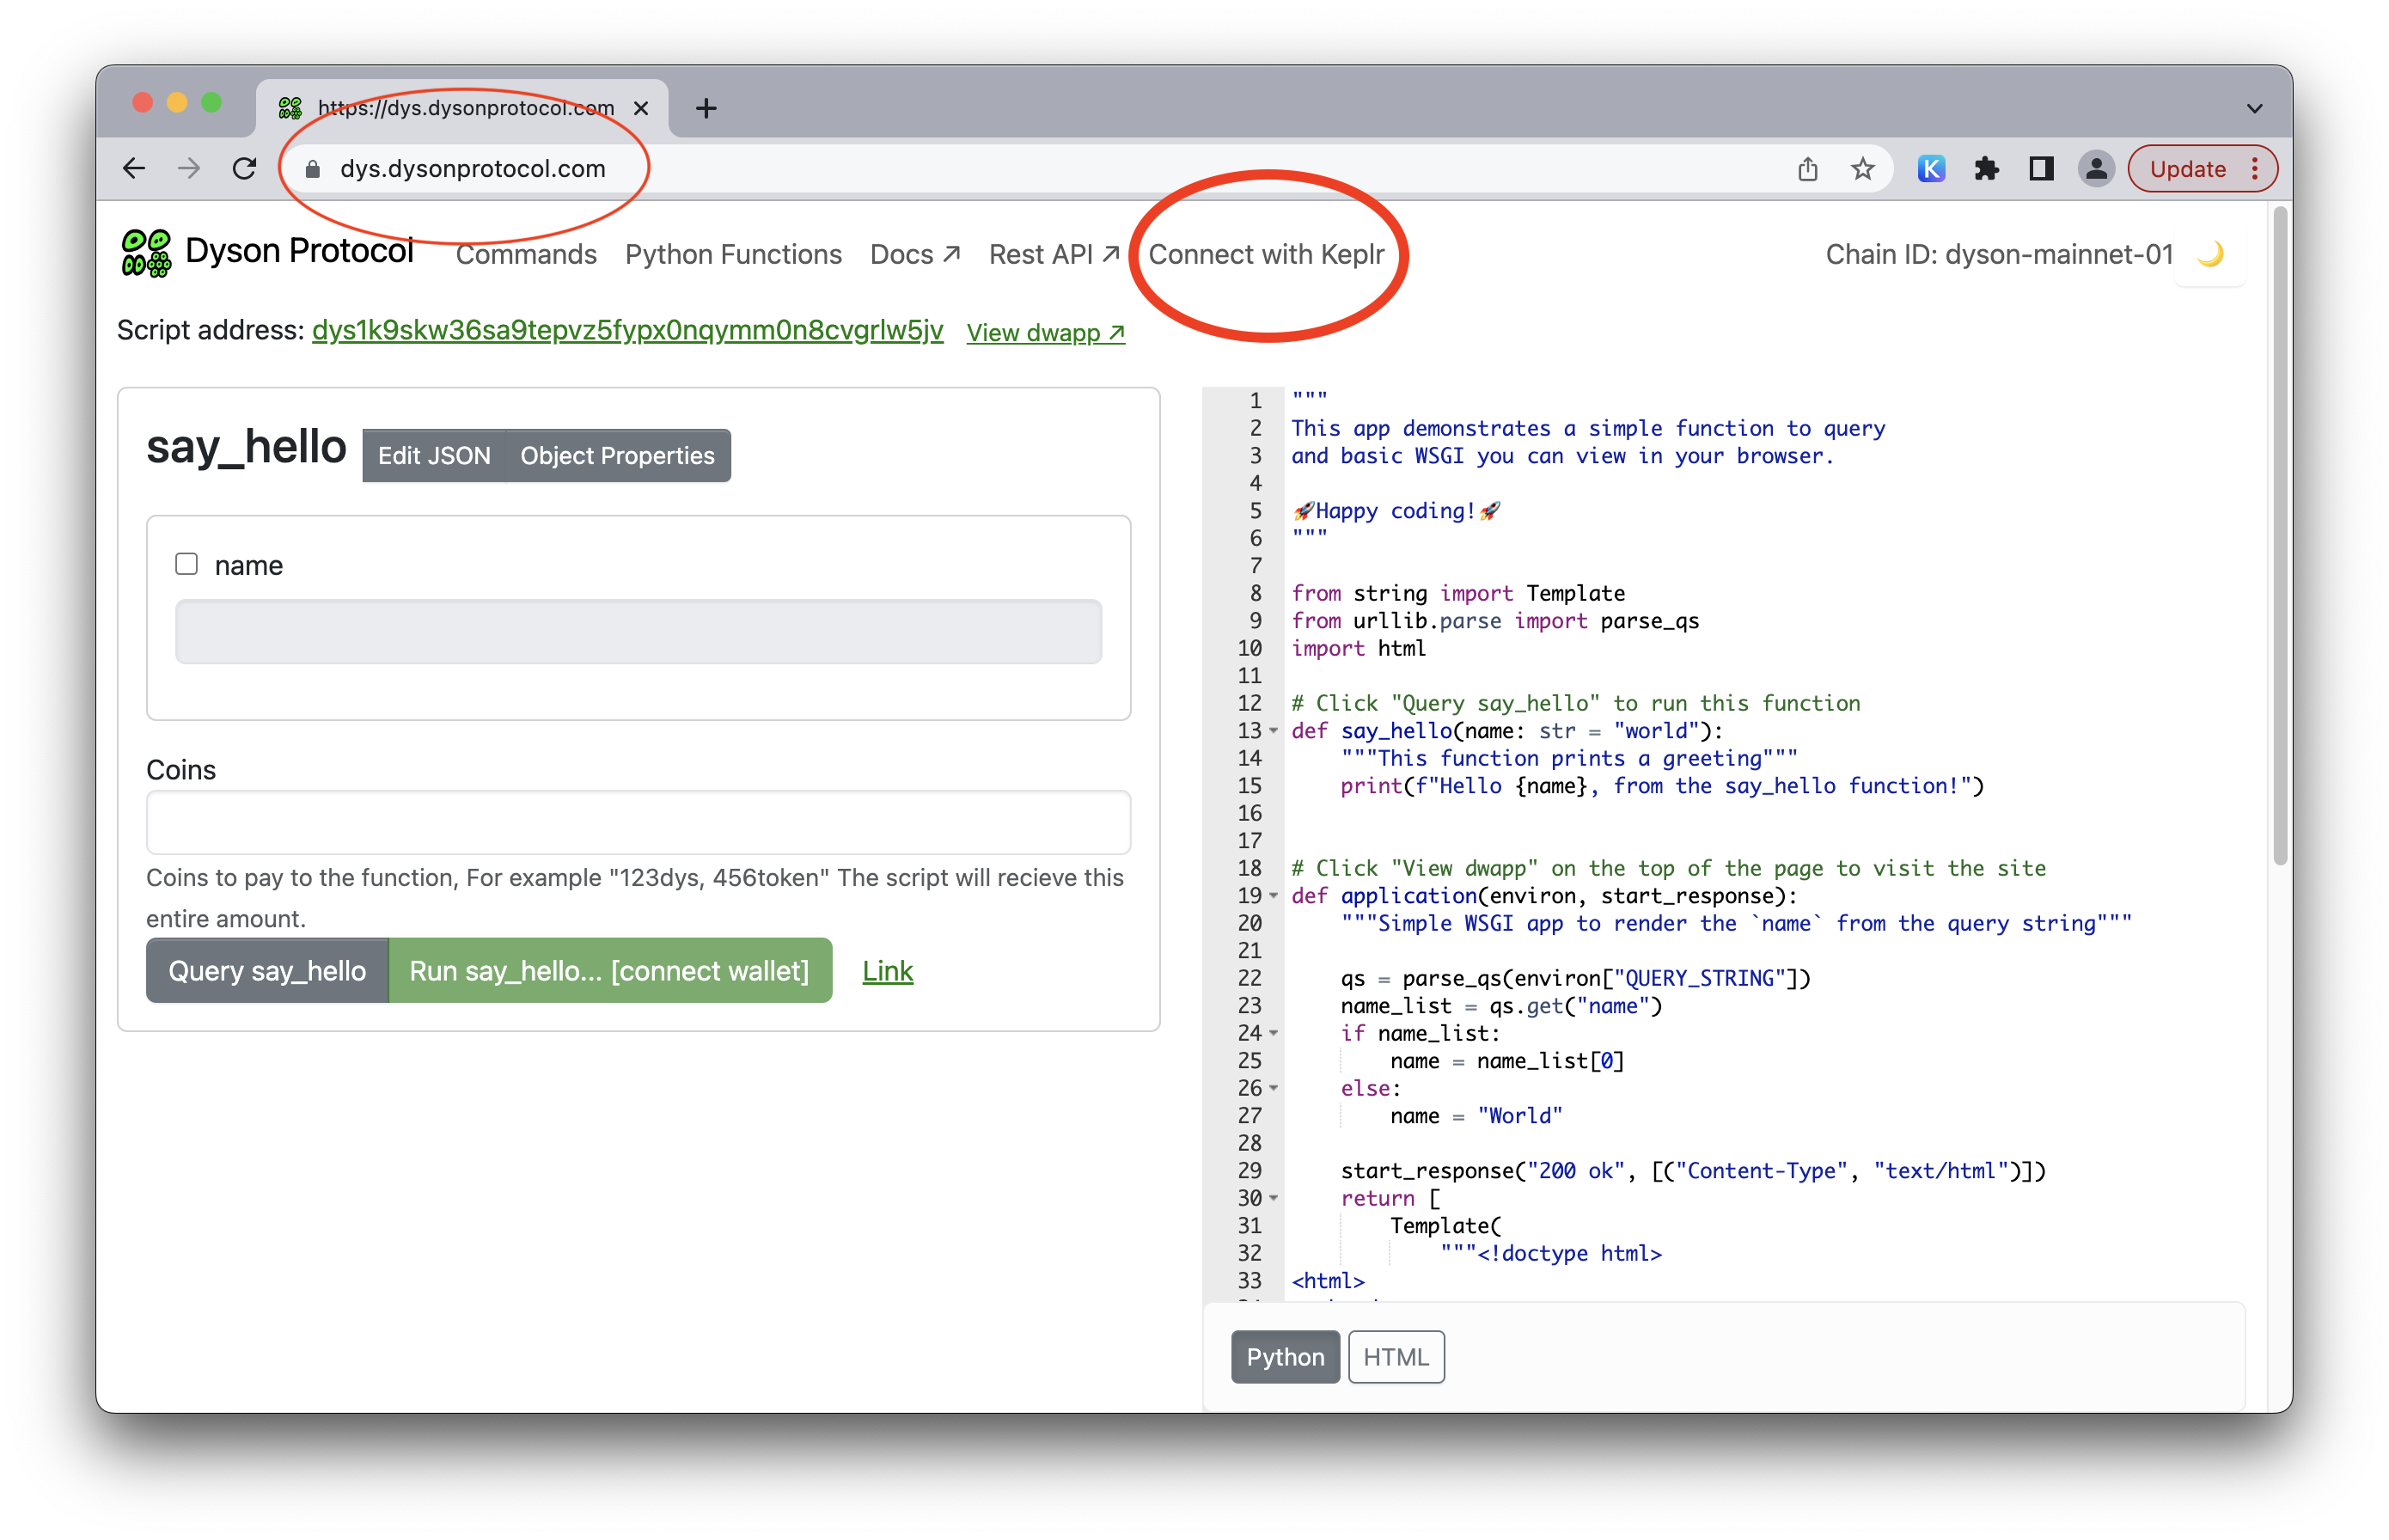 https://dys.dysonprotocol.com
dys.dysonprotocol.com
K
Update
Dyson Protocol
Commands
Python Functions
Docs ↗
Rest API ↗
Connect with Keplr
Chain ID: dyson-mainnet-01
Script address: dys1k9skw36sa9tepvz5fypx0nqymm0n8cvgrlw5jv View dwapp ↗
say_hello
Edit JSON
Object Properties
name
Coins
Coins to pay to the function, For example "123dys, 456token" The script will recieve this
entire amount.
Query say_hello
Run say_hello... [connect wallet]
Link
1 """
2 This app demonstrates a simple function to query
3 and basic WSGI you can view in your browser.
4
5 🚀Happy coding!🚀
6 """
7
8 from string import Template
9 from urllib.parse import parse_qs
10 import html
11
12 # Click "Query say_hello" to run this function
13 def say_hello(name: str = "world"):
14     """This function prints a greeting"""
15     print(f"Hello {name}, from the say_hello function!")
16
17
18 # Click "View dwapp" on the top of the page to visit the site
19 def application(environ, start_response):
20     """Simple WSGI app to render the `name` from the query string"""
21
22     qs = parse_qs(environ["QUERY_STRING"])
23     name_list = qs.get("name")
24     if name_list:
25         name = name_list[0]
26     else:
27         name = "World"
28
29     start_response("200 ok", [("Content-Type", "text/html")])
30     return [
31         Template(
32             """<!doctype html>
33 <html>
Python
HTML